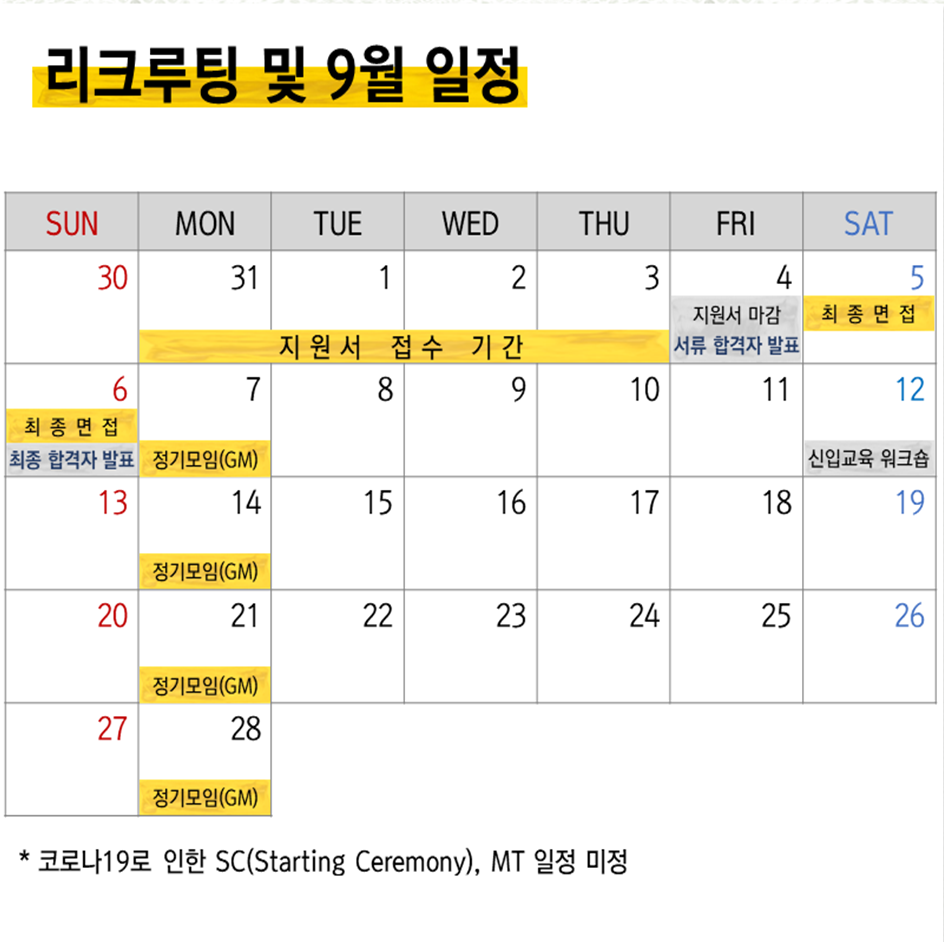 리크루팅 및 9월 일정
SUN MON TUE WED THU FRI SAT
30 31 1 2 3 4 5
지원서 마감 최종면접
지원서 접수 기간 서류 합격자 발표
6 7 8 9 10 11 12
최종면접
최종 합격자 발표 정기모임(GM) 신입교육 워크숍
13 14 15 16 17 18 19
정기모임(GM)
20 21 22 23 24 25 26
정기모임(GM)
27 28
정기모임(GM)
* 코로나19로 인한 SC(Starting Ceremony), MT 일정 미정